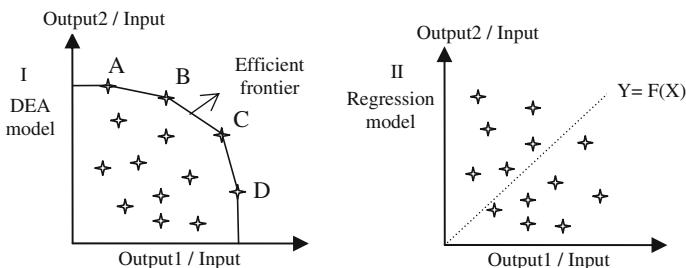 Output2 / Input
I
DEA
model
A
B
C
D
Efficient
frontier
Output1 / Input
Output2 / Input
II
Regression
model
Y= F(X)
Output1 / Input